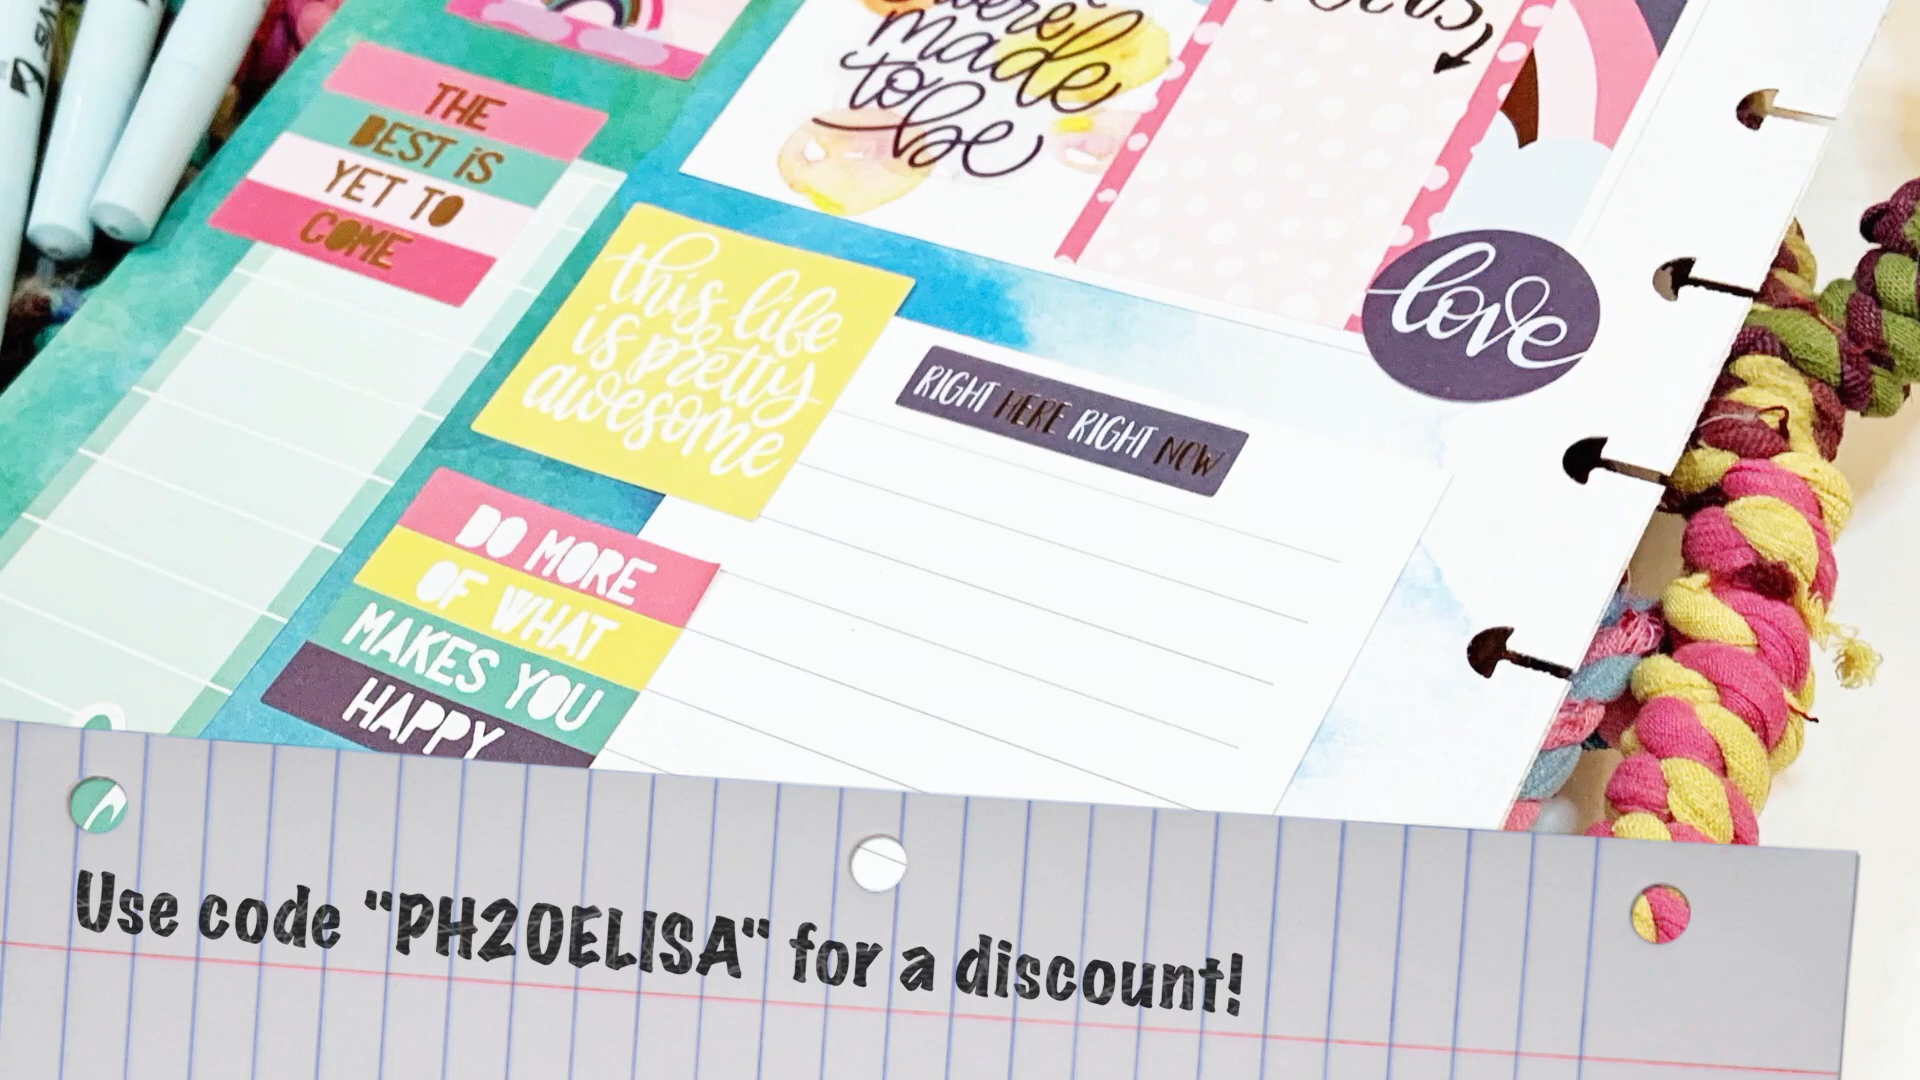 were
made
to be
THE
BEST IS
YET TO
COME
this life
is pretty
awesome
RIGHT HERE RIGHT NOW
love
DO MORE
OF WHAT
MAKES YOU
HAPPY
Use code "PH20ELISA" for a discount!